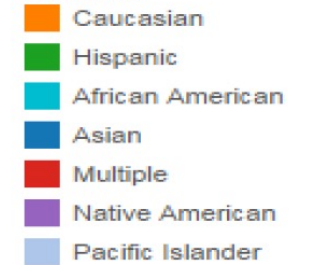 Caucasian
Hispanic
African American
Asian
Multiple
Native American
Pacific Islander